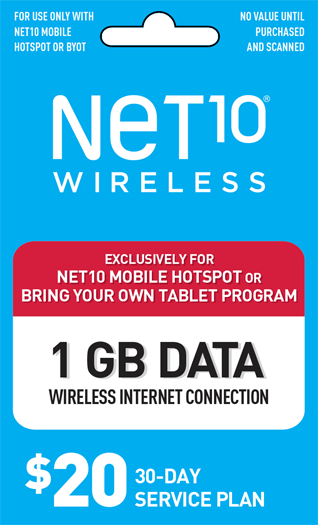 FOR USE ONLY WITH
NET10 MOBILE
HOTSPOT OR BYOT
NO VALUE UNTIL
PURCHASED
AND SCANNED
NET10®
WIRELESS
EXCLUSIVELY FOR
NET10 MOBILE HOTSPOT OR
BRING YOUR OWN TABLET PROGRAM
1 GB DATA
WIRELESS INTERNET CONNECTION
$20 30-DAY
SERVICE PLAN